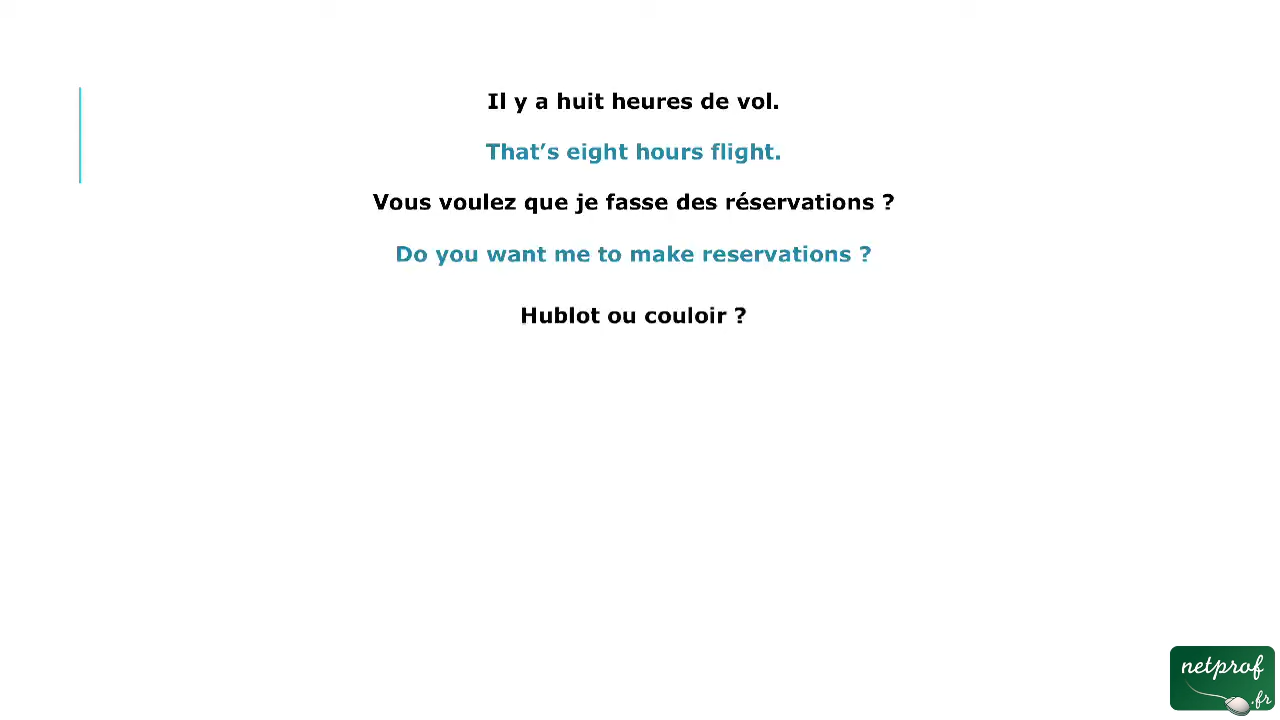 Il y a huit heures de vol.
That’s eight hours flight.
Vous voulez que je fasse des réservations ?
Do you want me to make reservations ?
Hublot ou couloir ?
netprof
.fr